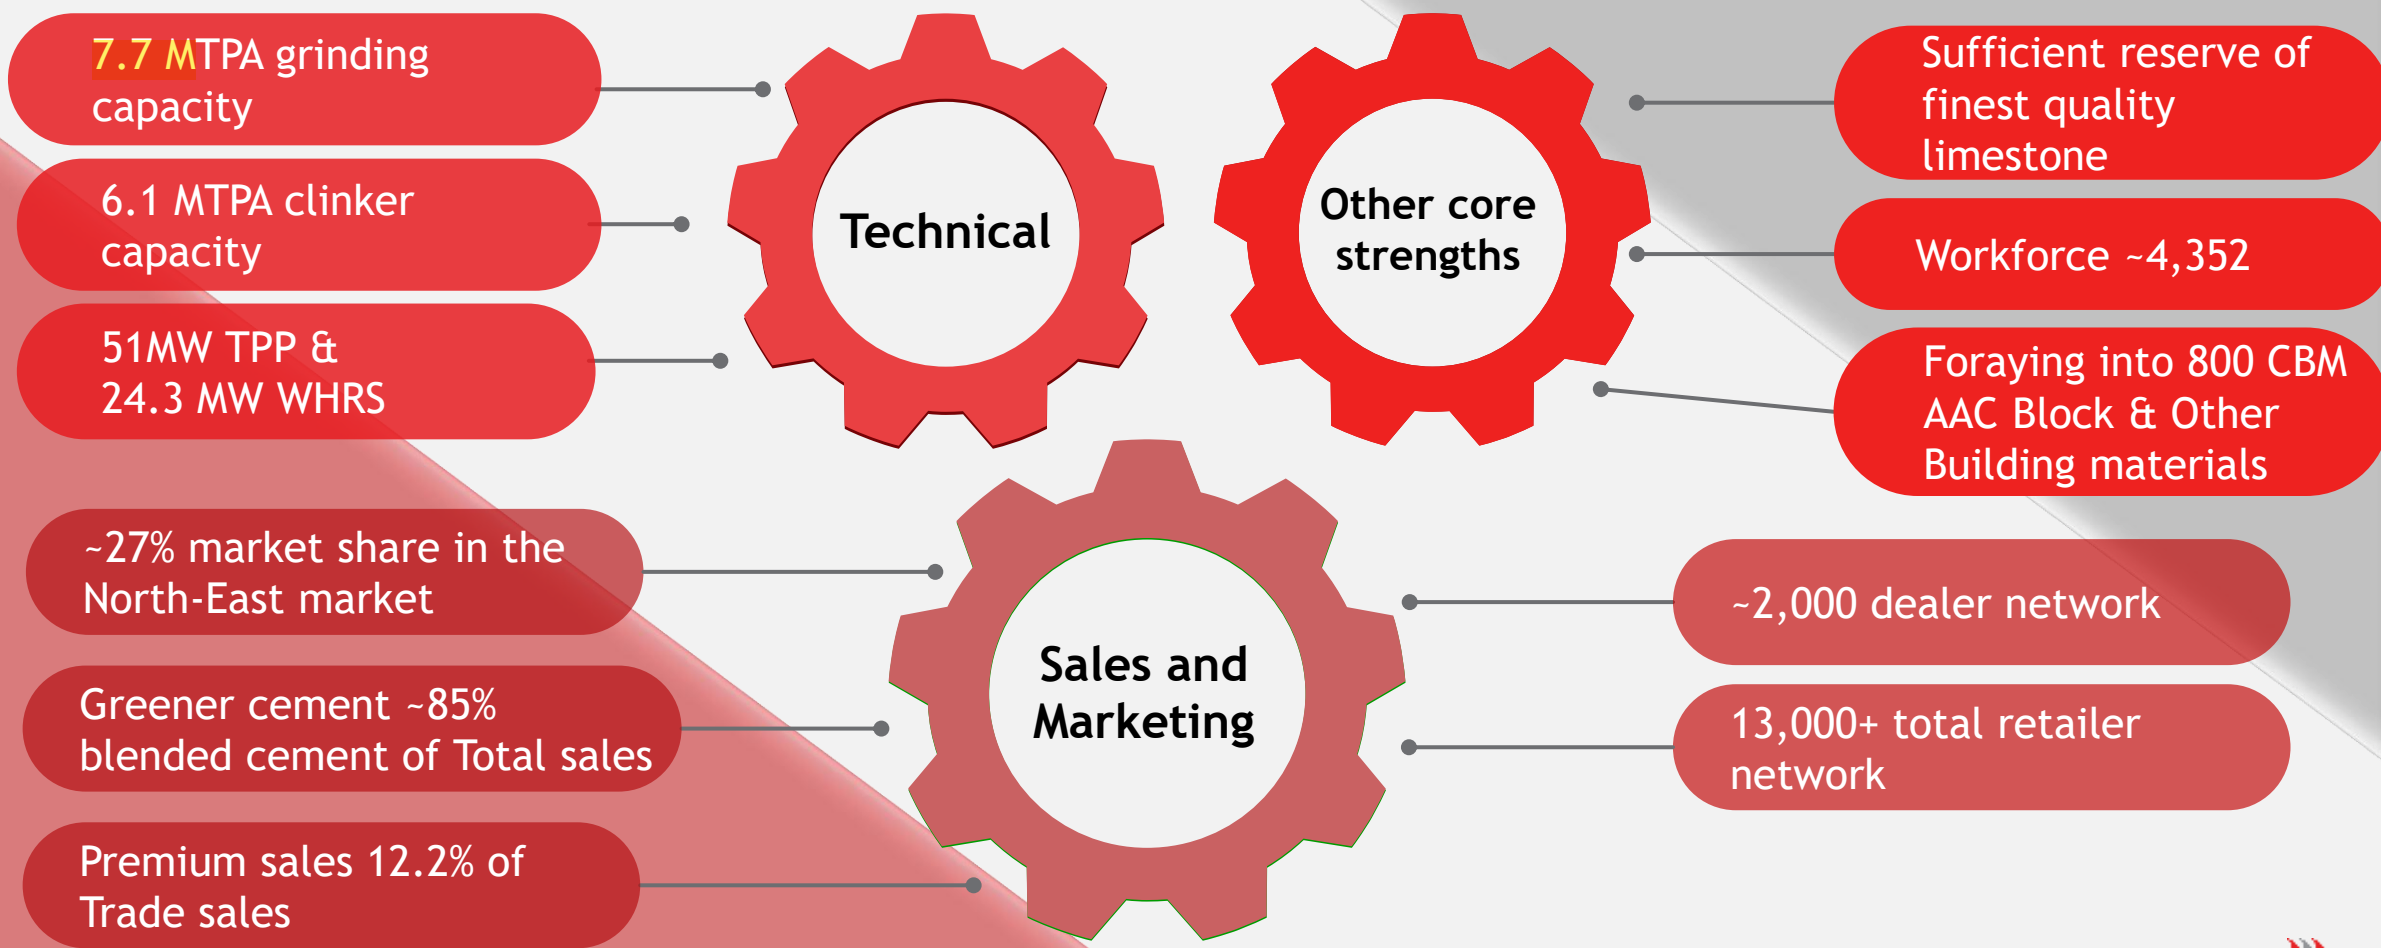 7.7 MTPA grinding
capacity
6.1 MTPA clinker
capacity
51MW TPP &
24.3 MW WHRS
Technical
Other core
strengths
Sufficient reserve of
finest quality
limestone
Workforce ~4,352
Foraying into 800 CBM
AAC Block & Other
Building materials
~27% market share in the
North-East market
Greener cement ~85%
blended cement of Total sales
Premium sales 12.2% of
Trade sales
Sales and
Marketing
~2,000 dealer network
13,000+ total retailer
network